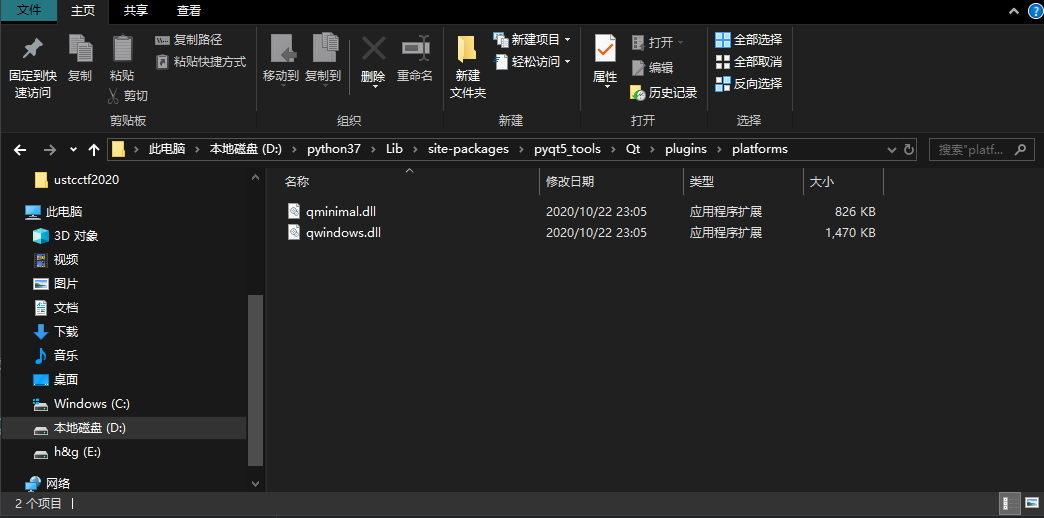 文件 主页 共享 查看
固定到快速访问
复制
粘贴
复制路径
粘贴快捷方式
剪切
剪贴板
移动到 复制到 删除 重命名
组织
新建
文件夹
新建项目
轻松访问
新建
属性
打开
编辑
历史记录
打开
全部选择
全部取消
反向选择
选择
此电脑 本地磁盘 (D:) python37 Lib site-packages pyqt5_tools Qt plugins platforms
搜索"platf...
ustcctf2020
此电脑
3D 对象
视频
图片
文档
下载
音乐
桌面
Windows (C:)
本地磁盘 (D:)
h&g (E:)
网络
名称 修改日期 类型 大小
qminimal.dll 2020/10/22 23:05 应用程序扩展 826 KB
qwindows.dll 2020/10/22 23:05 应用程序扩展 1,470 KB
2 个项目